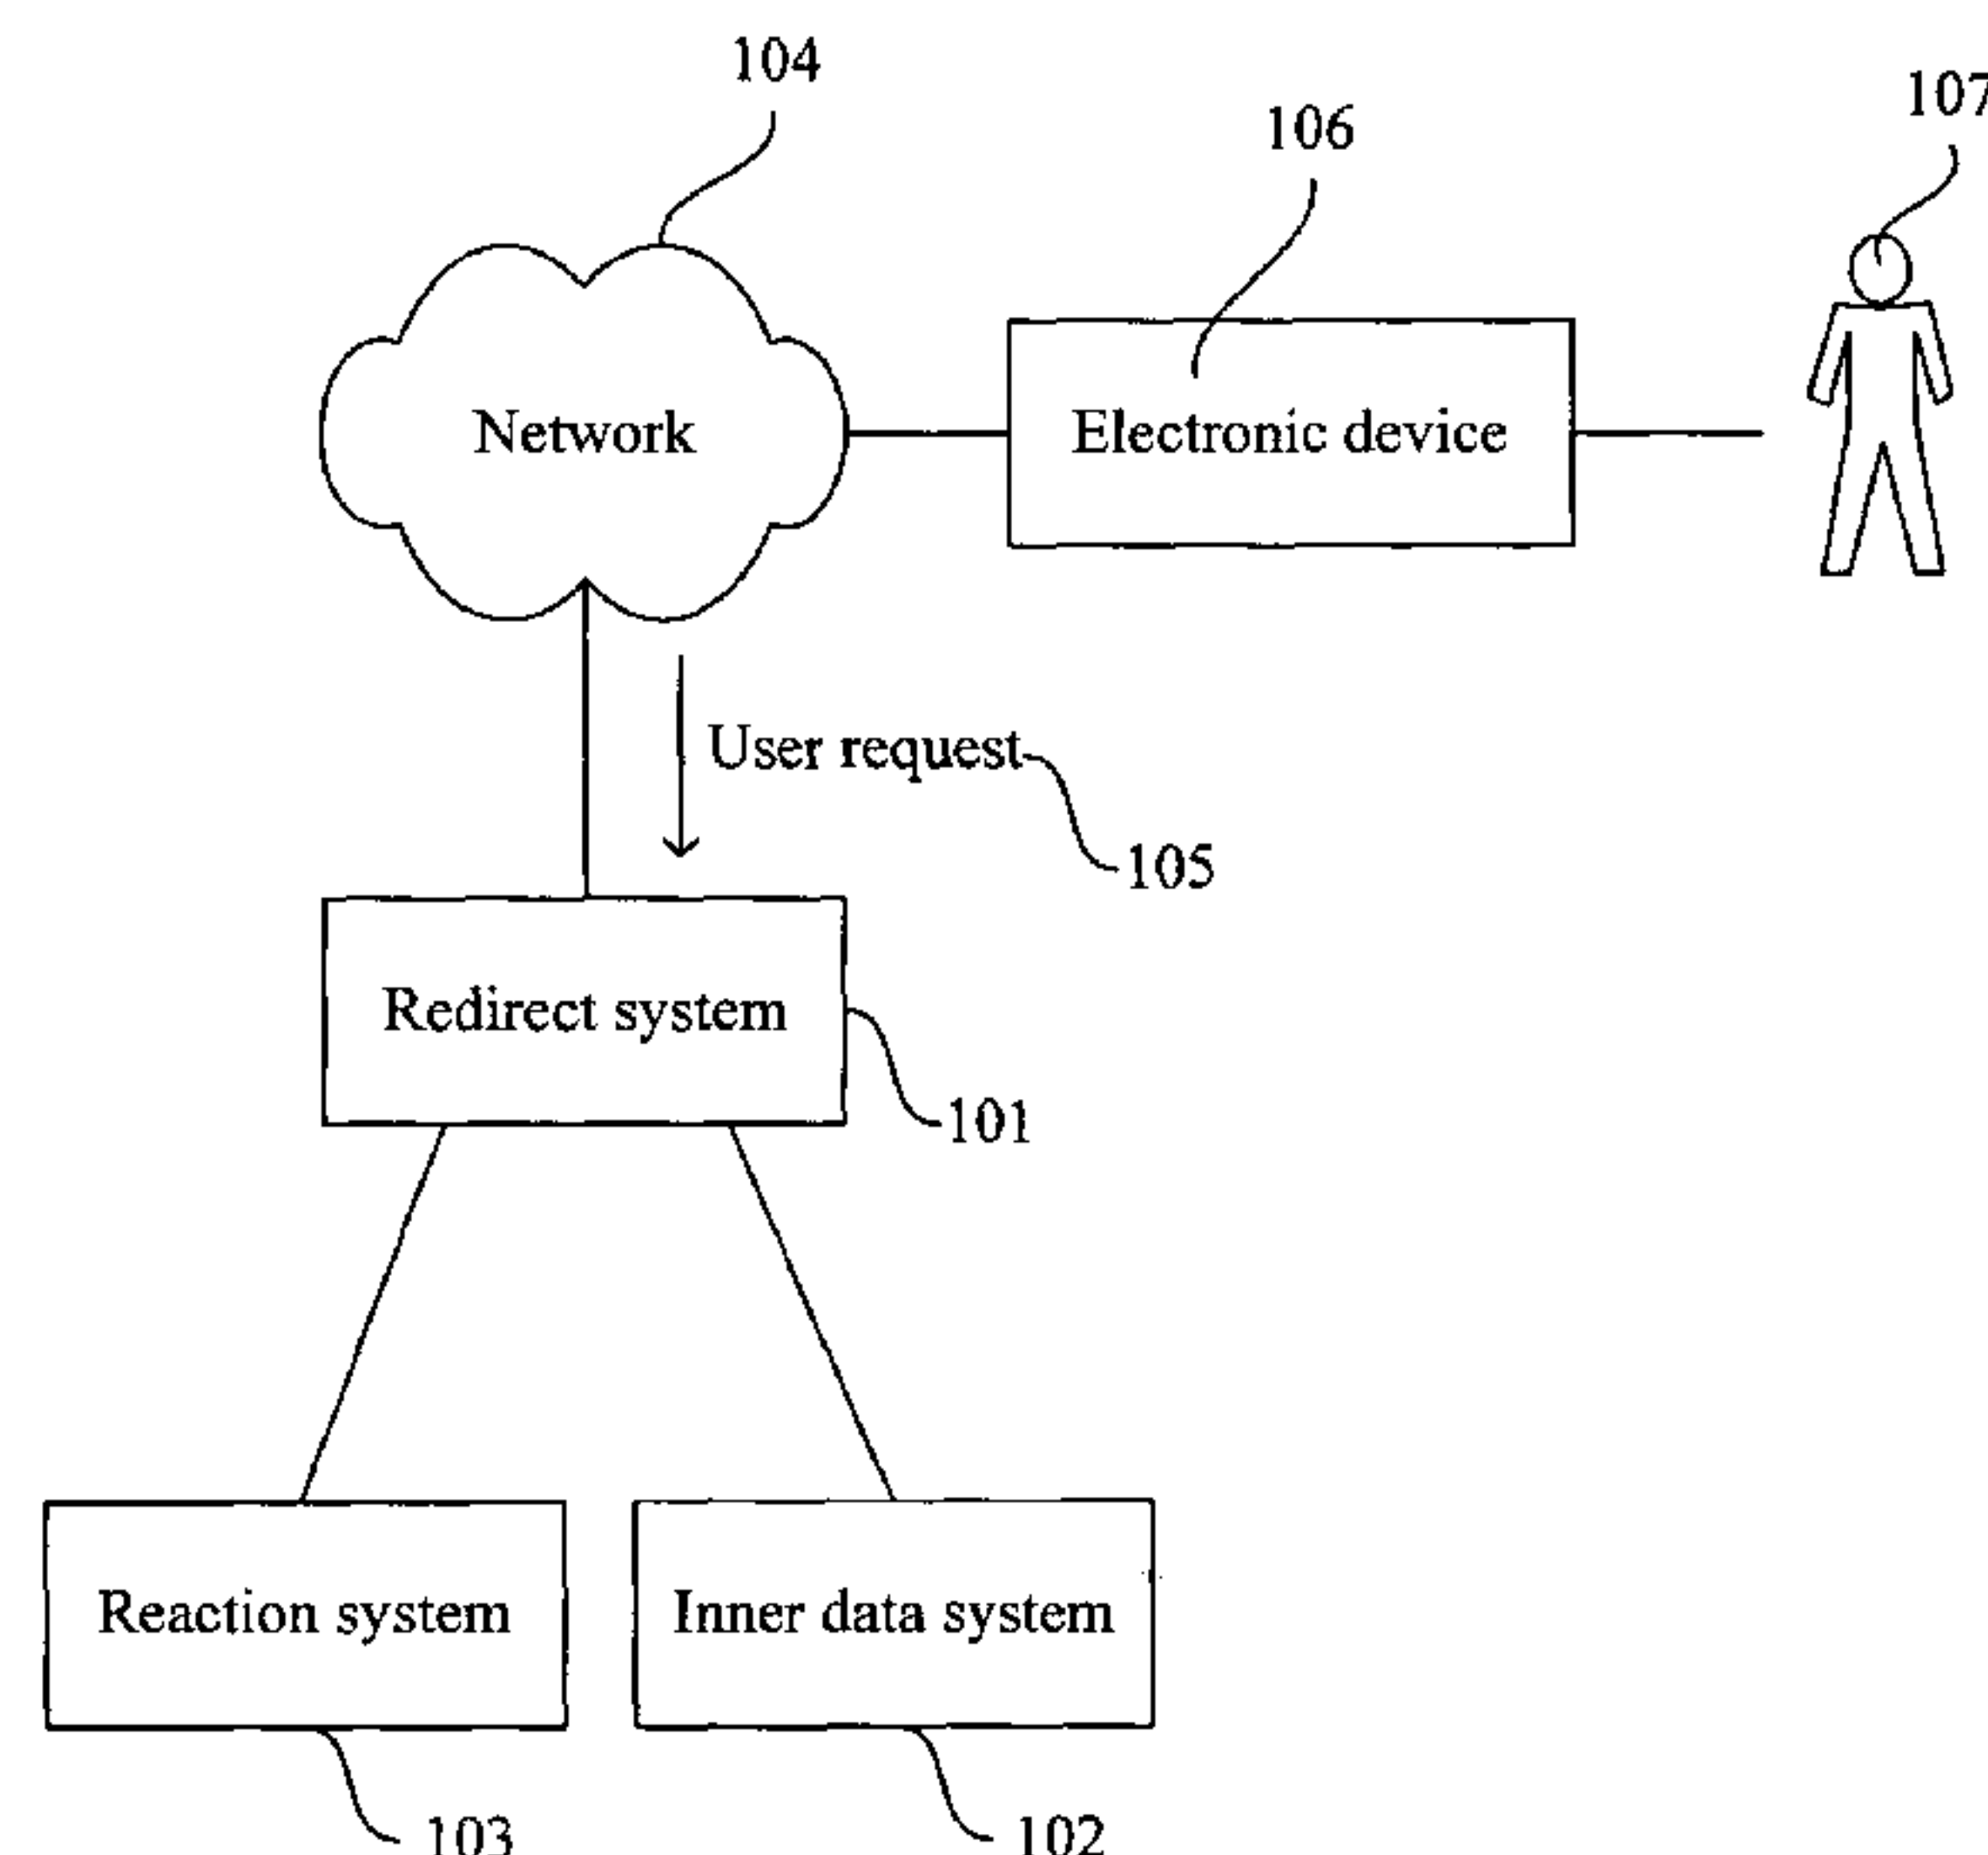 104
106
107
Network
Electronic device
User request
105
Redirect system
101
Reaction system
Inner data system
103
102